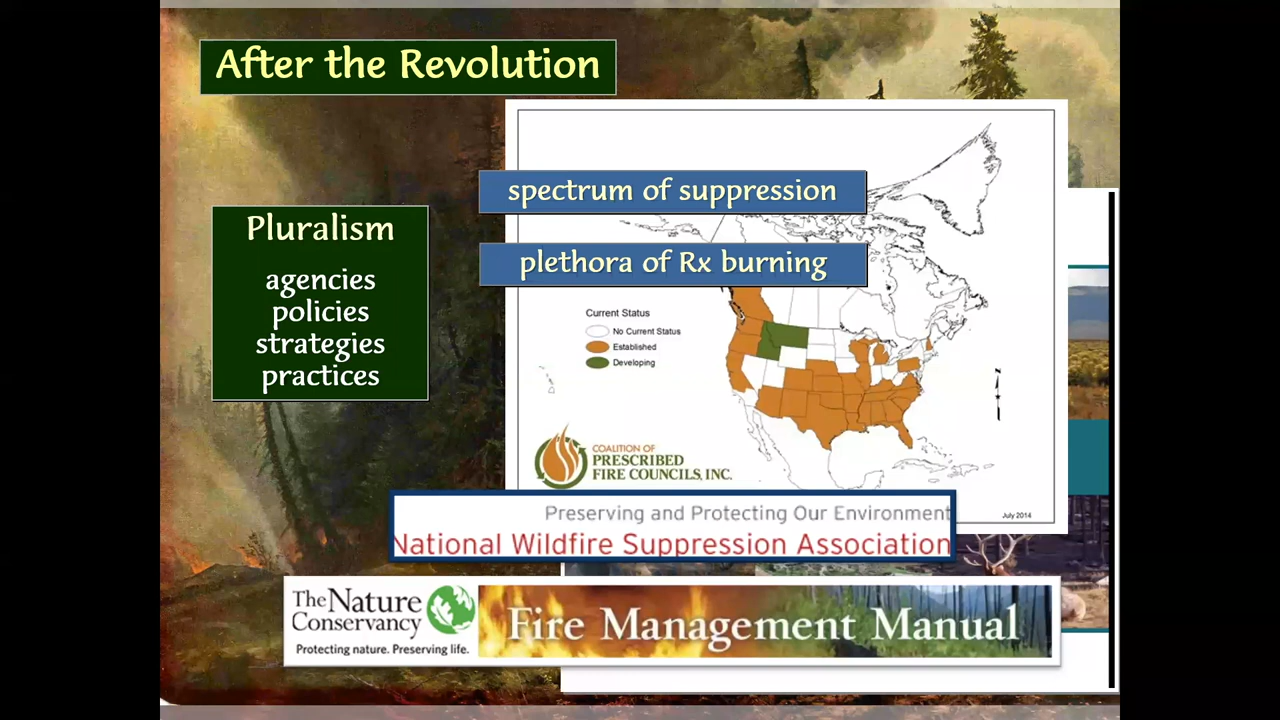 After the Revolution
spectrum of suppression
plethora of Rx burning
Pluralism
agencies
policies
strategies
practices
Current Status
No Current Status
Established
Developing
N
COALITION OF
PRESCRIBED
FIRE COUNCILS, INC.
July 2014
Preserving and Protecting Our Environment
National Wildfire Suppression Association
The Nature
Conservancy
Protecting nature. Preserving life.
Fire Management Manual